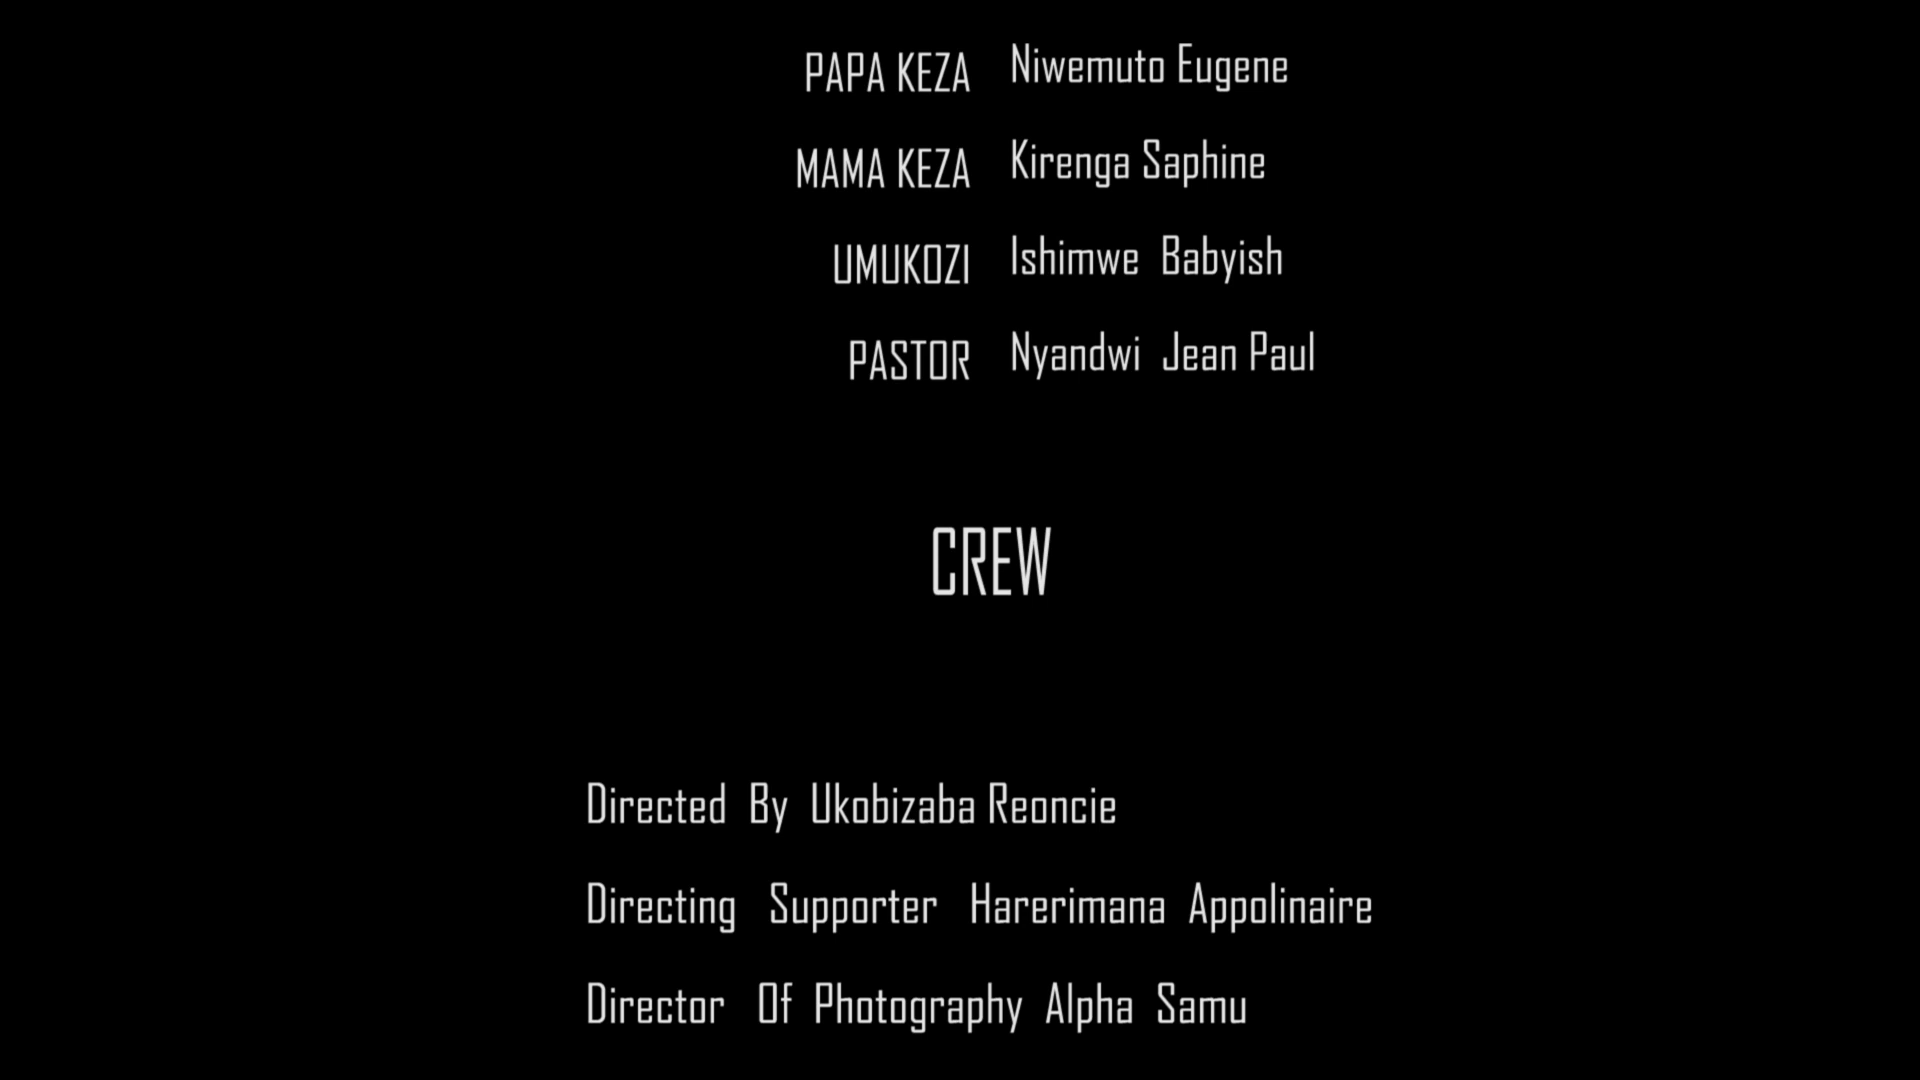 PAPA KEZA Niwemuto Eugene
MAMA KEZA Kirenga Saphine
UMUKOZI Ishimwe Babyish
PASTOR Nyandwi Jean Paul
CREW
Directed By Ukobizaba Reoncie
Directing Supporter Harerimana Appolinaire
Director Of Photography Alpha Samu